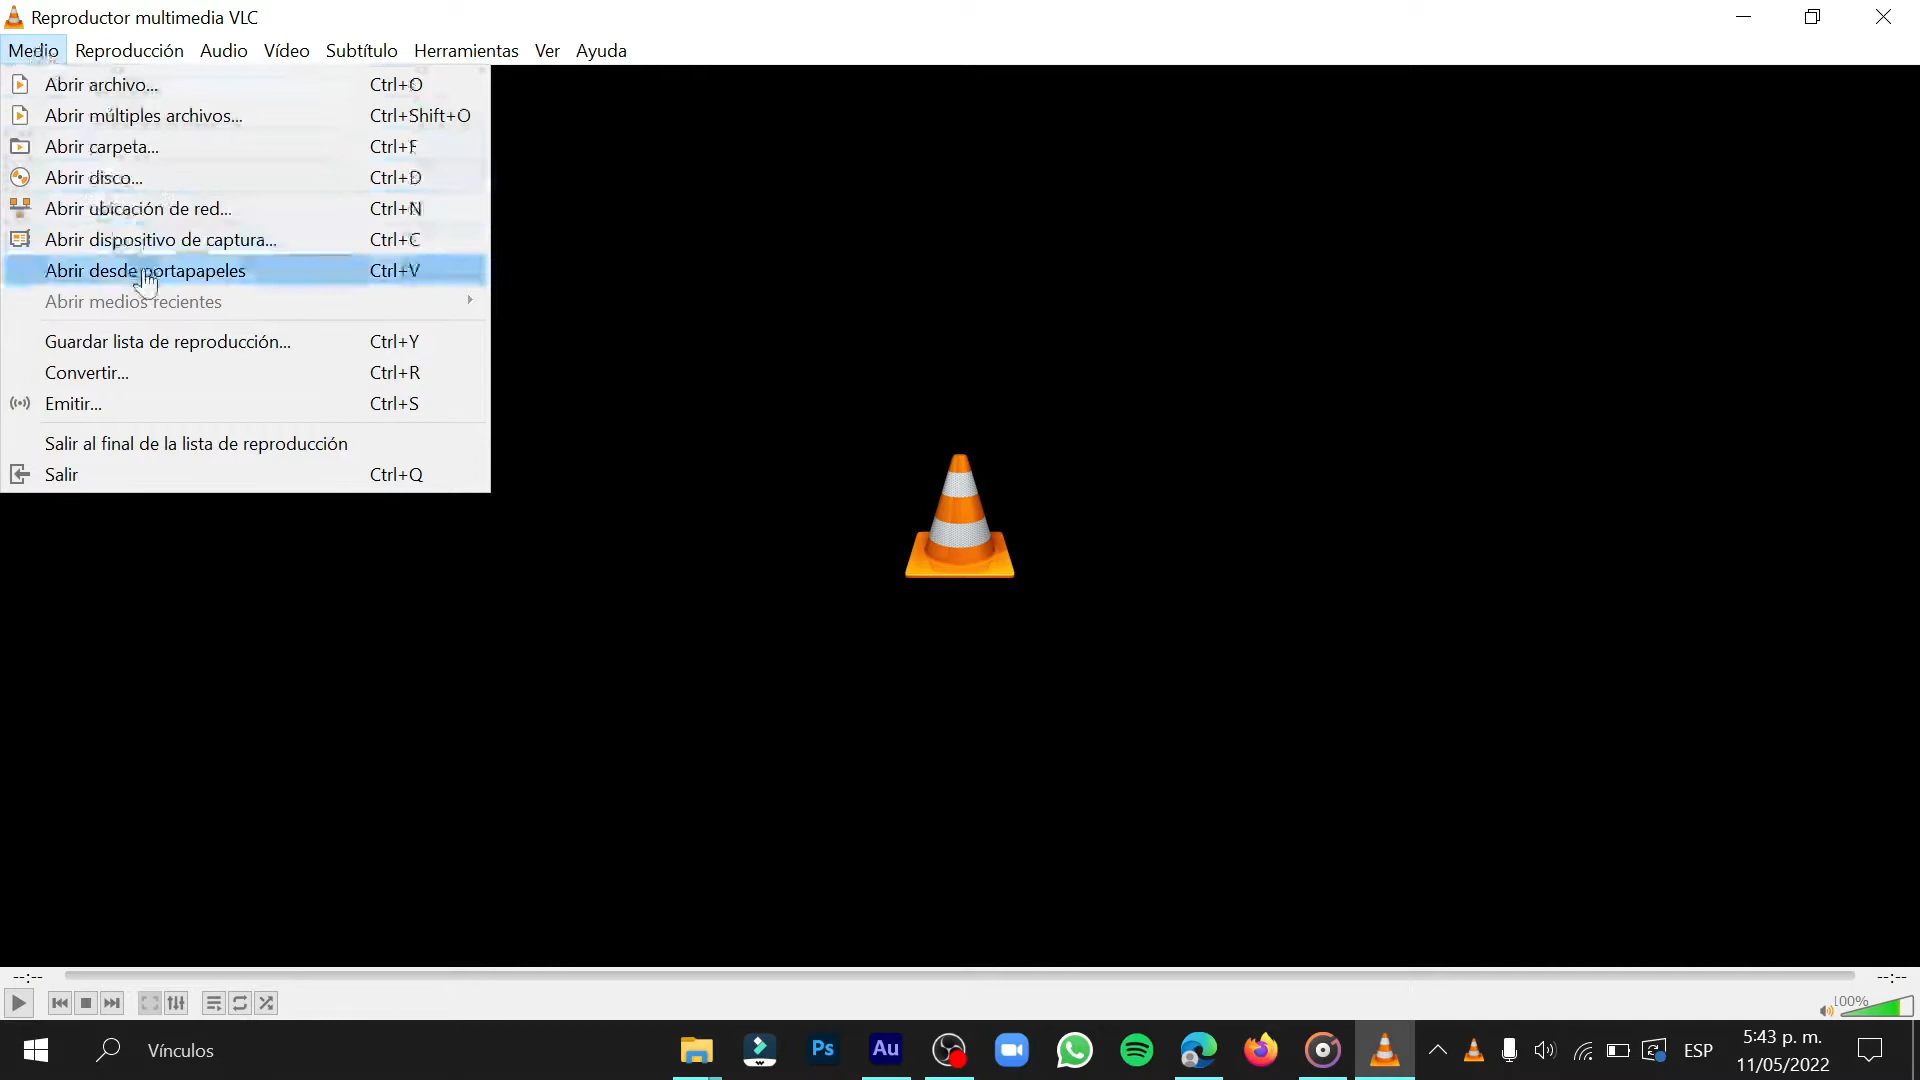 Reproductor multimedia VLC
Medio Reproducción Audio Vídeo Subtítulo Herramientas Ver Ayuda
Abrir archivo... Ctrl+O
Abrir múltiples archivos... Ctrl+Shift+O
Abrir carpeta... Ctrl+F
Abrir disco... Ctrl+D
Abrir ubicación de red... Ctrl+N
Abrir dispositivo de captura... Ctrl+C
Abrir desde portapapeles Ctrl+V
Abrir medios recientes
Guardar lista de reproducción... Ctrl+Y
Convertir... Ctrl+R
Emitir... Ctrl+S
Salir al final de la lista de reproducción
Salir Ctrl+Q
--:-- --:--
100%
Vínculos
Ps
Au
ESP
5:43 p. m.
11/05/2022